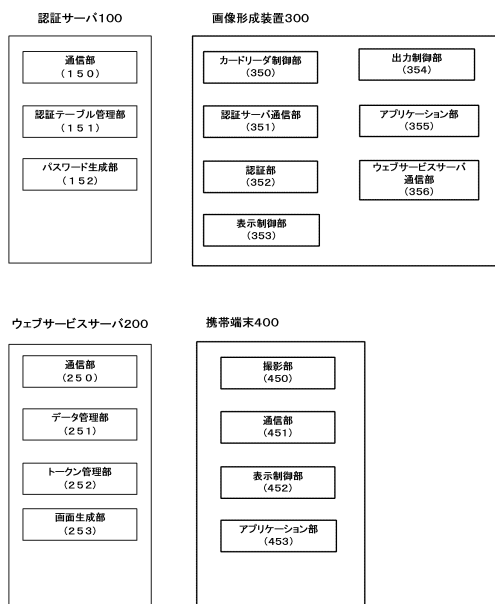 認証サーバ100
通信部
(150)
認証テーブル管理部
(151)
パスワード生成部
(152)
画像形成装置300
カードリーダ制御部
(350)
認証サーバ通信部
(351)
認証部
(352)
表示制御部
(353)
出力制御部
(354)
アプリケーション部
(355)
ウェブサービスサーバ
通信部
(356)
ウェブサービスサーバ200
通信部
(250)
データ管理部
(251)
トークン管理部
(252)
画面生成部
(253)
携帯端末400
撮影部
(450)
通信部
(451)
表示制御部
(452)
アプリケーション部
(453)